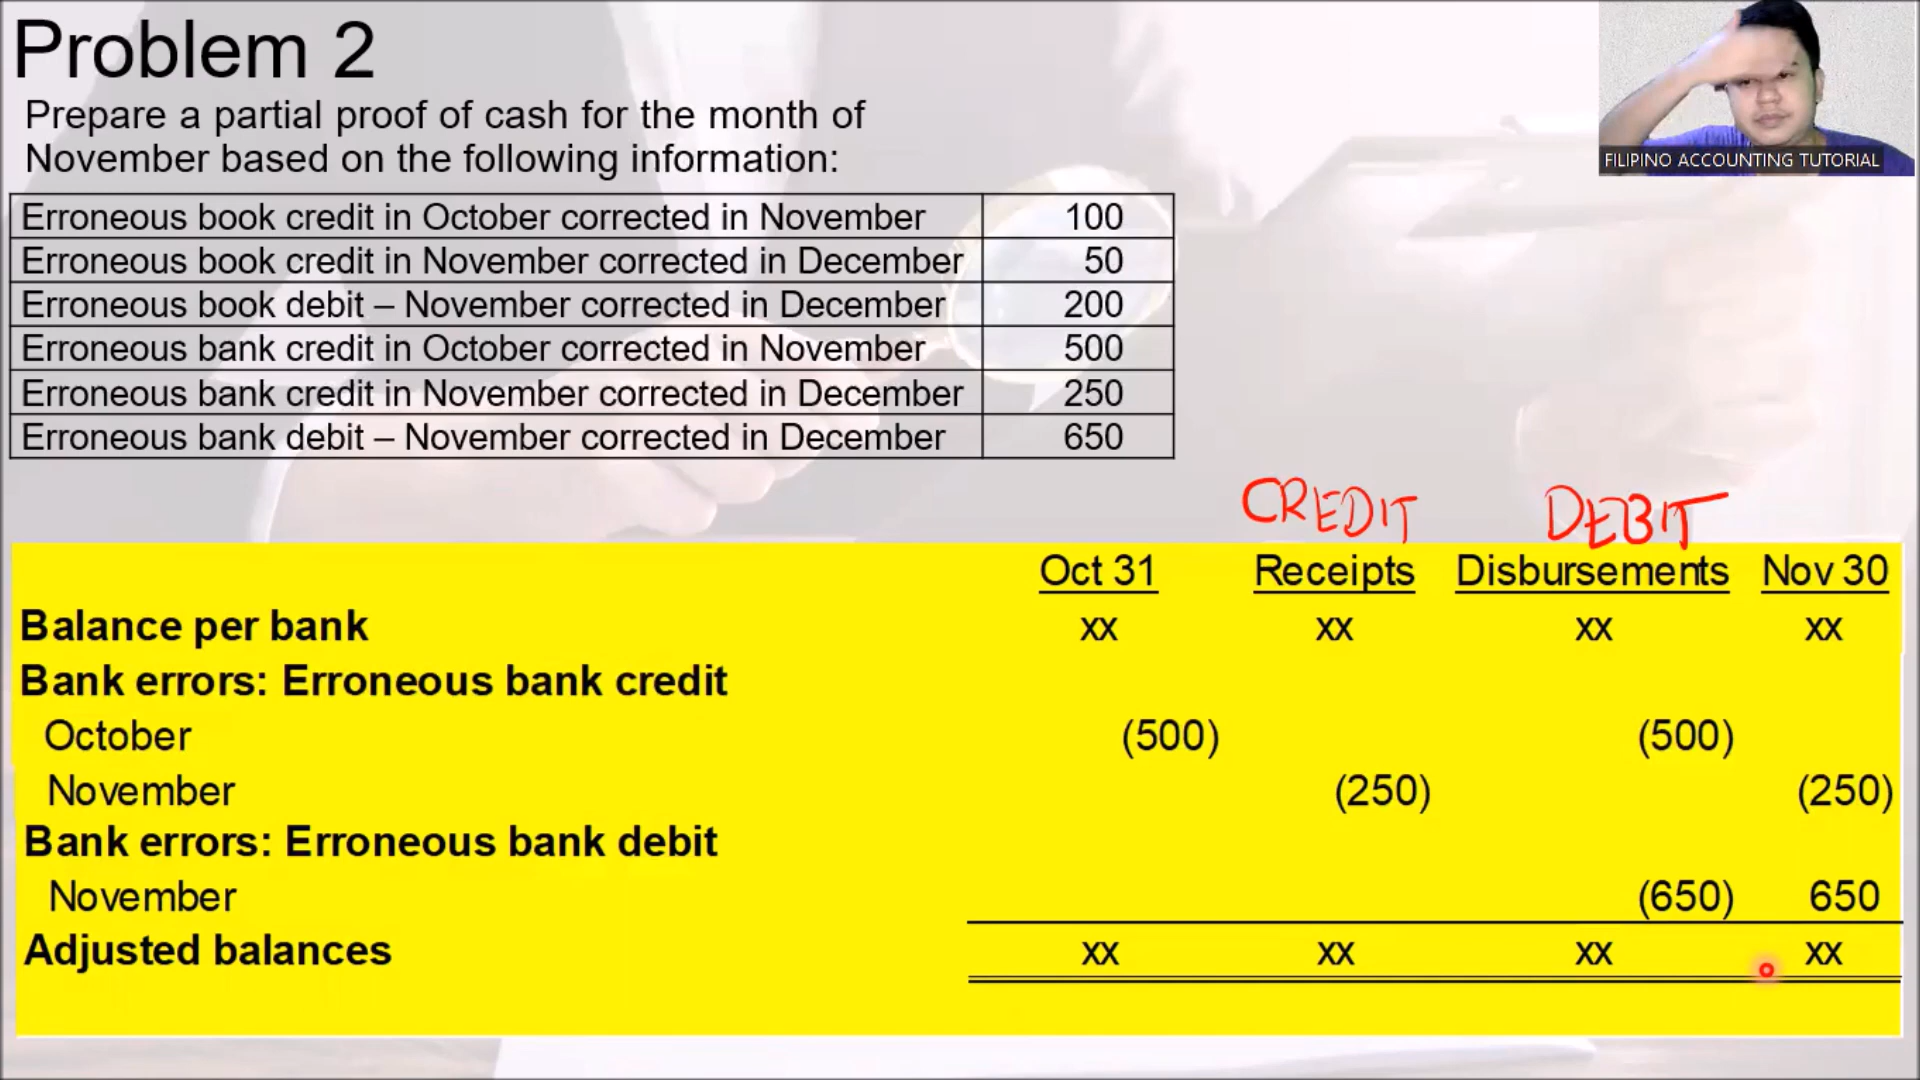 Problem 2
Prepare a partial proof of cash for the month of
November based on the following information:
FILIPINO ACCOUNTING TUTORIAL
Erroneous book credit in October corrected in November 100
Erroneous book credit in November corrected in December 50
Erroneous book debit – November corrected in December 200
Erroneous bank credit in October corrected in November 500
Erroneous bank credit in November corrected in December 250
Erroneous bank debit – November corrected in December 650
CREDIT DEBIT
Oct 31 Receipts Disbursements Nov 30
Balance per bank xx xx xx xx
Bank errors: Erroneous bank credit
October (500) (500)
November (250) (250)
Bank errors: Erroneous bank debit
November (650) 650
Adjusted balances xx xx xx xx